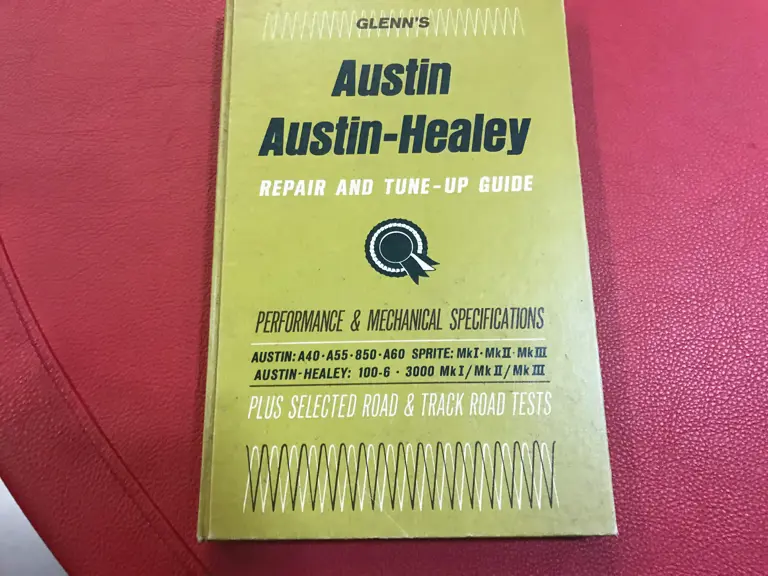 GLENN'S
Austin
Austin-Healey
REPAIR AND TUNE-UP GUIDE
PERFORMANCE & MECHANICAL SPECIFICATIONS
AUSTIN: A40 · A55 · 850 · A60 SPRITE: MkI · MkII · MkIII
AUSTIN-HEALEY: 100-6 · 3000 MkI/MkII/MkIII
PLUS SELECTED ROAD & TRACK ROAD TESTS